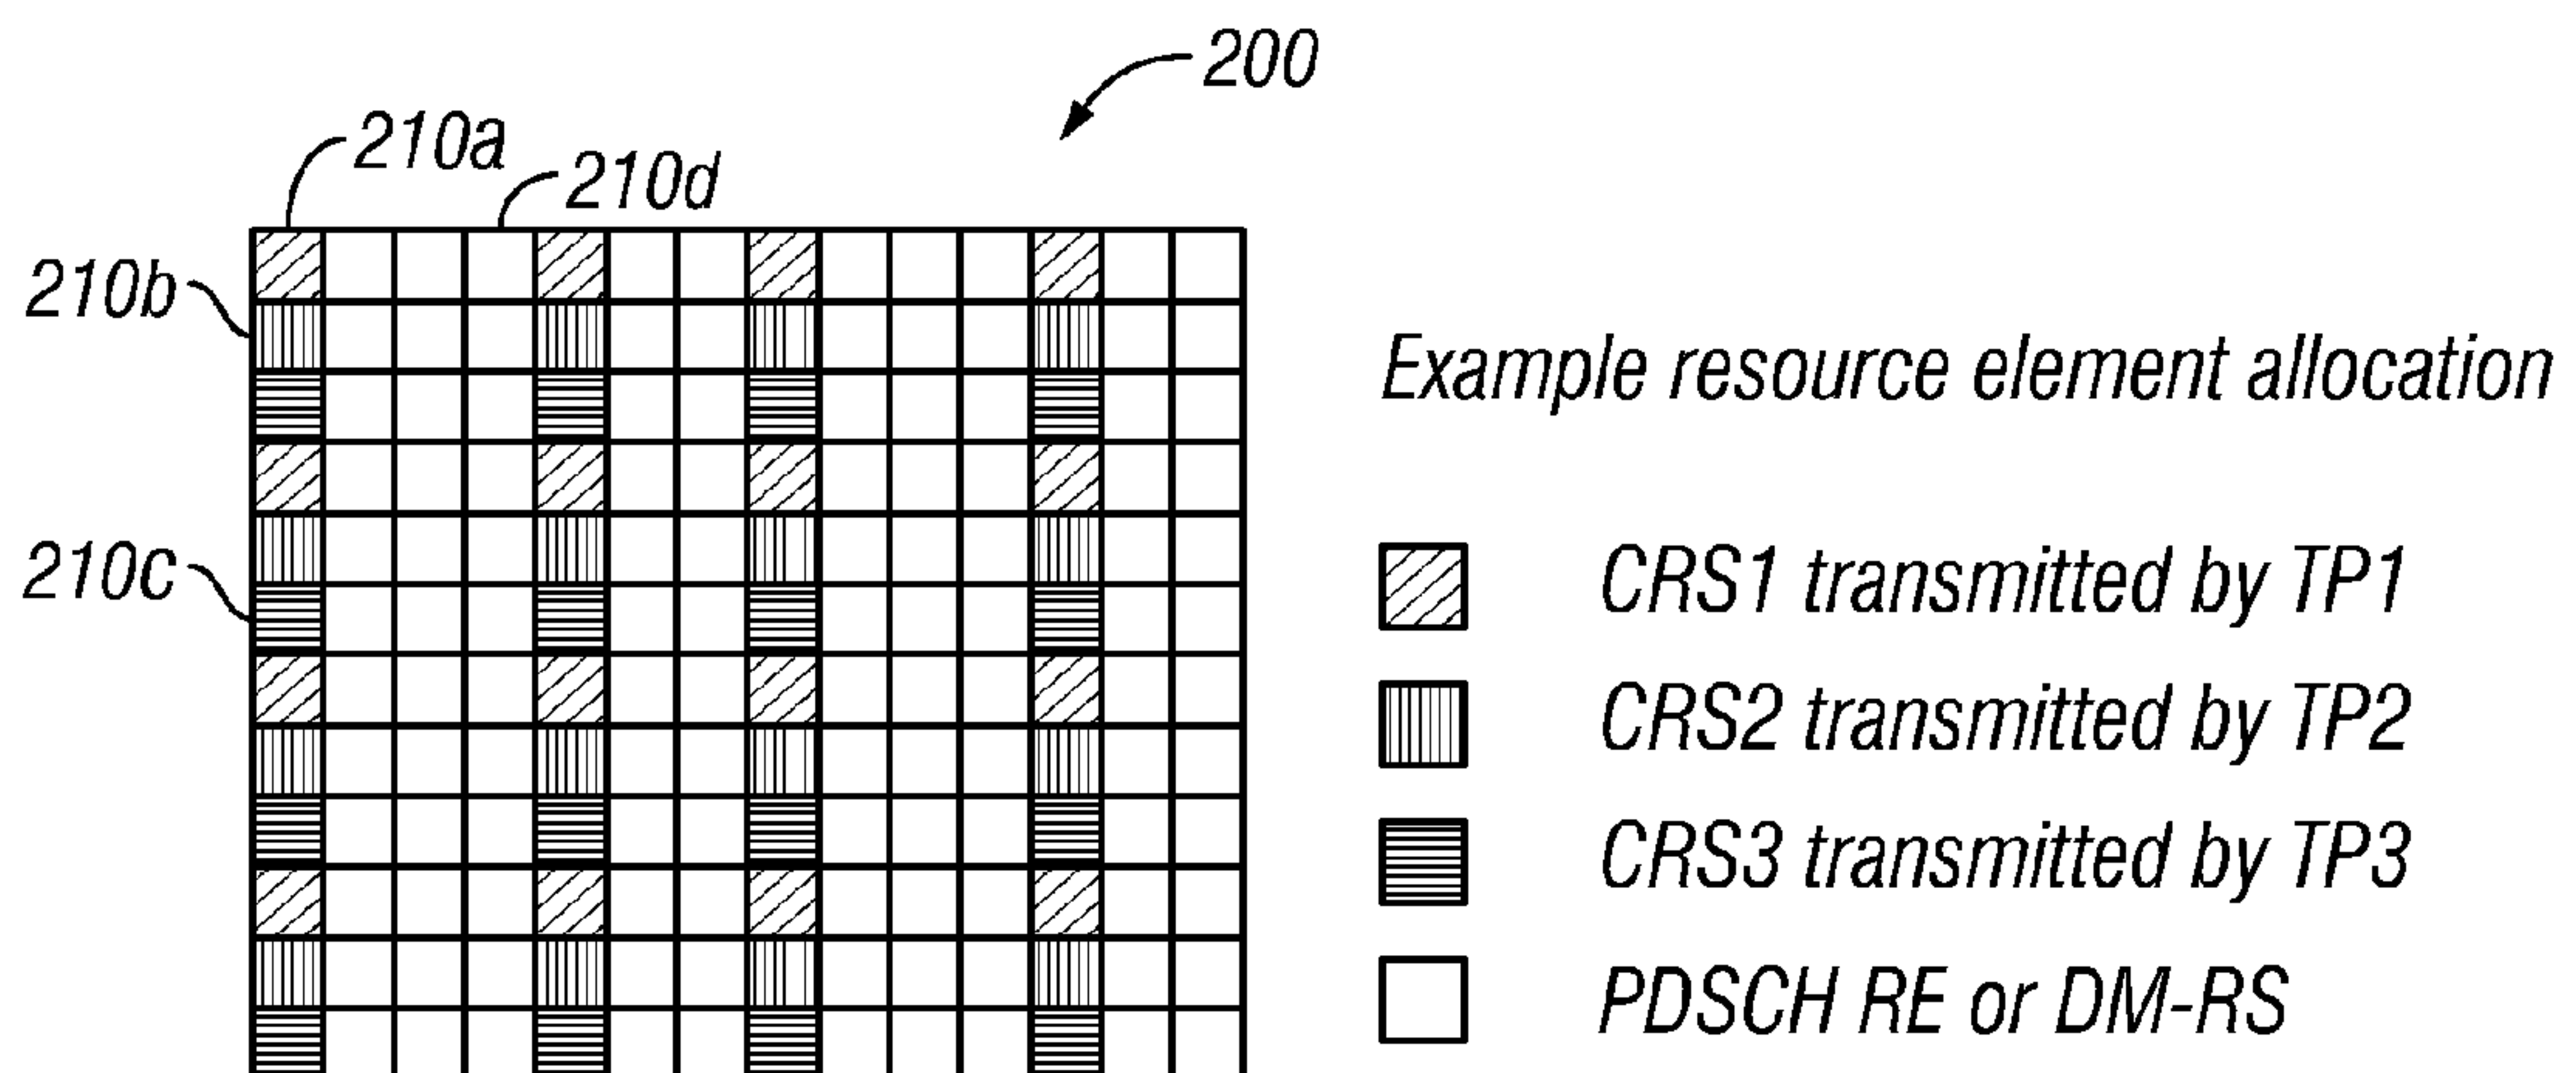 200
210a
210d
210b
210c
Example resource element allocation
CRS1 transmitted by TP1
CRS2 transmitted by TP2
CRS3 transmitted by TP3
PDSCH RE or DM-RS